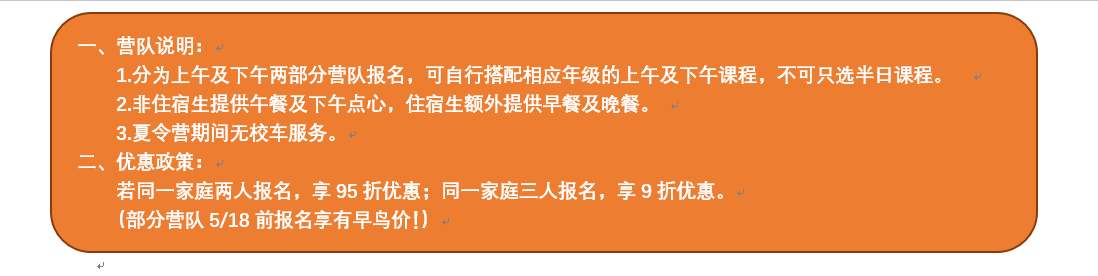 一、营队说明：
1.分为上午及下午两部分营队报名，可自行搭配相应年级的上午及下午课程，不可只选半日课程。
2.非住宿生提供午餐及下午点心，住宿生额外提供早餐及晚餐。
3.夏令营期间无校车服务。
二、优惠政策：
若同一家庭两人报名，享 95 折优惠；同一家庭三人报名，享 9 折优惠。
（部分营队 5/18 前报名享有早鸟价!）